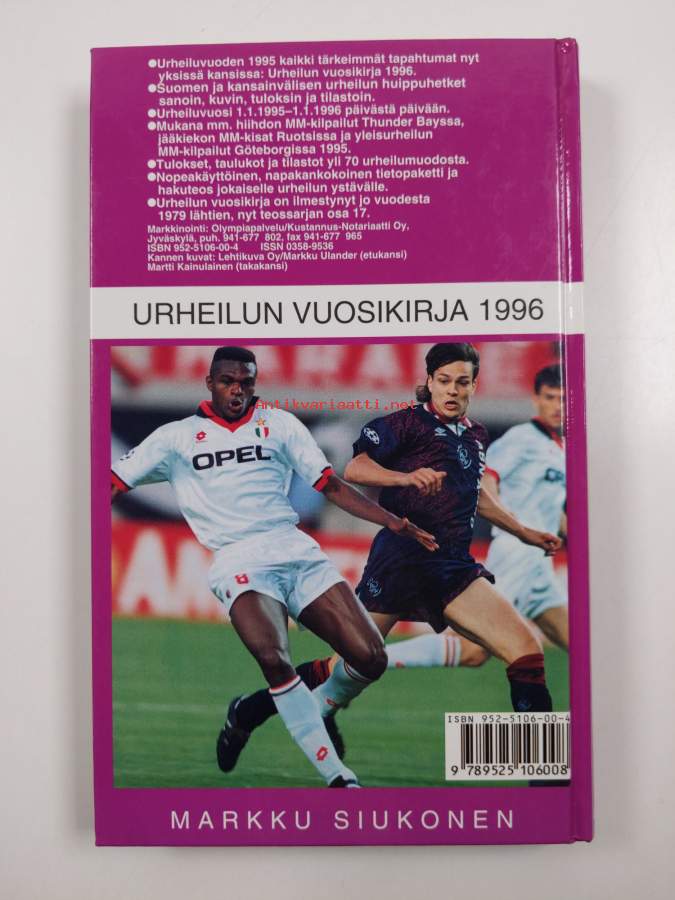 ●Urheiluvuoden 1995 kaikki tärkeimmät tapahtumat nyt
yksissä kansissa: Urheilun vuosikirja 1996.
●Suomen ja kansainvälisen urheilun huippuhetket
sanoin, kuvin, tuloksin ja tilastoin.
●Urheiluvuosi 1.1.1995–1.1.1996 päivästä päivään.
●Mukana mm. hiihdon MM-kilpailut Thunder Bayssa,
jääkiekon MM-kisat Ruotsissa ja yleisurheilun
MM-kilpailut Göteborgissa 1995.
●Tulokset, taulukot ja tilastot yli 70 urheilumuodosta.
●Nopeakäyttöinen, napakankokoinen tietopaketti ja
hakuteos jokaiselle urheilun ystävälle.
●Urheilun vuosikirja on ilmestynyt jo vuodesta
1979 lähtien, nyt teossarjan osa 17.
Markkinointi: Olympiapalvelu/Kustannus-Notariaatti Oy,
Jyväskylä, puh. 941-677 802, fax 941-677 965
ISBN 952-5106-00-4 ISSN 0358-9536
Kannen kuvat: Lehtikuva Oy/Markku Ulander (etukansi)
Martti Kainulainen (takakansi)
URHEILUN VUOSIKIRJA 1996
Antikvariaatti.net
lotto
OPEL
ISBN 952-5106-00-4
9 789525 106008
MARKKU SIUKONEN